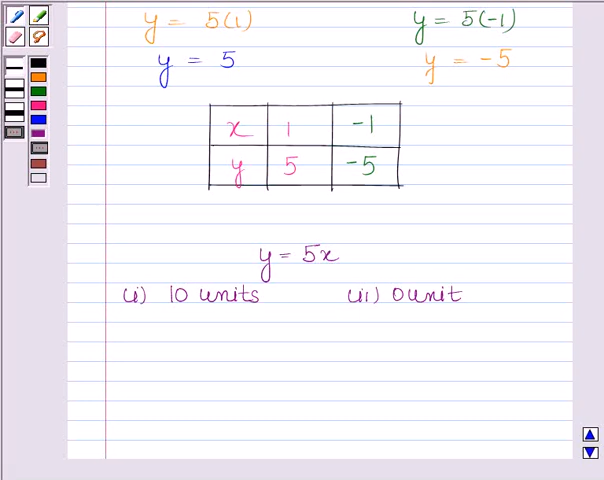 y = 5(1) y = 5(-1)
y = 5 y = -5
x 1 -1
y 5 -5
y = 5x
(i) 10 units (ii) 0 unit